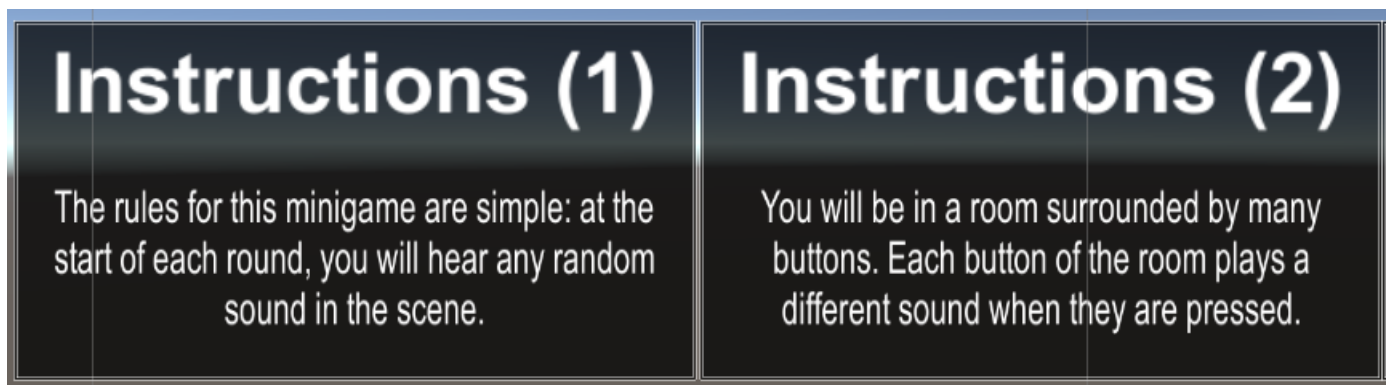 Instructions (1)
The rules for this minigame are simple: at the
start of each round, you will hear any random
sound in the scene.
Instructions (2)
You will be in a room surrounded by many
buttons. Each button of the room plays a
different sound when they are pressed.